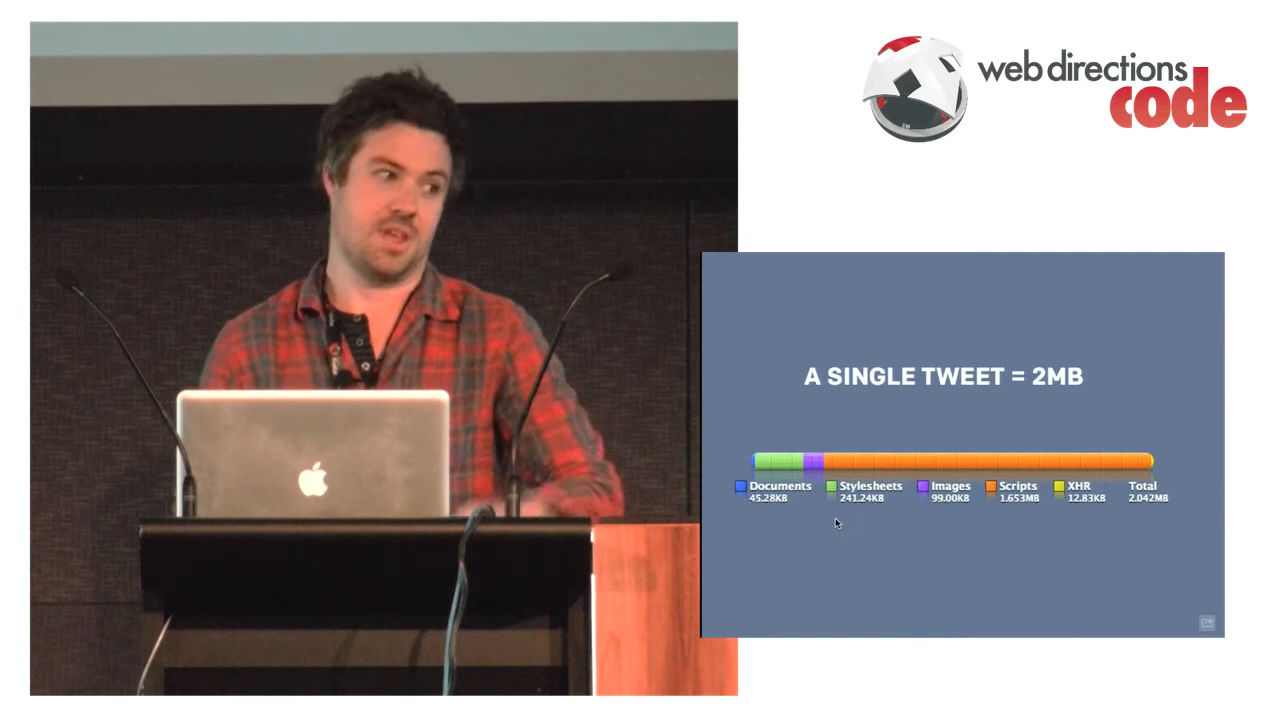 web directions
code
A SINGLE TWEET = 2MB
Documents Stylesheets Images Scripts XHR Total
45.28KB 241.24KB 99.00KB 1.653MB 12.83KB 2.042MB